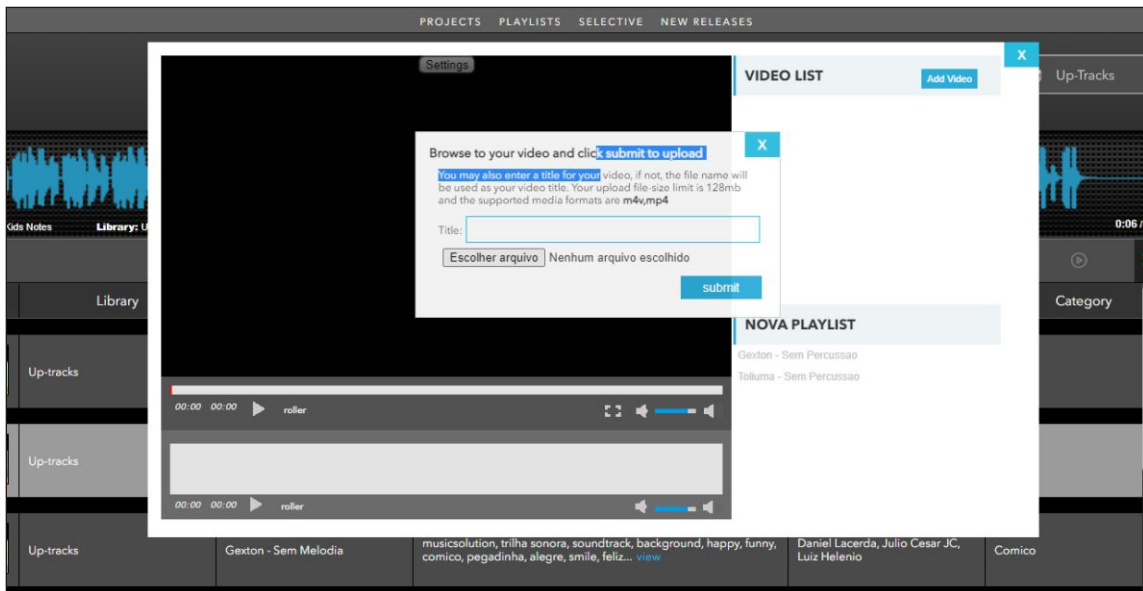 PROJECTS PLAYLISTS SELECTIVE NEW RELEASES
X
Settings
VIDEO LIST
Add Video
Up-Tracks
Browse to your video and click submit to upload
X
You may also enter a title for your video, if not, the file name will
be used as your video title. Your upload file-size limit is 128mb
and the supported media formats are m4v,mp4
Kids Notes
Library: U
0:06 /
Title:
Escolher arquivo Nenhum arquivo escolhido
submit
Library
Category
NOVA PLAYLIST
Gexton - Sem Percussao
Toliuma - Sem Percussao
Up-tracks
00:00 00:00 roller
Up-tracks
00:00 00:00 roller
Up-tracks
Gexton - Sem Melodia
musicsolution, trilha sonora, soundtrack, background, happy, funny,
comico, pegadinha, alegre, smile, feliz... view
Daniel Lacerda, Julio Cesar JC,
Luiz Helenio
Comico